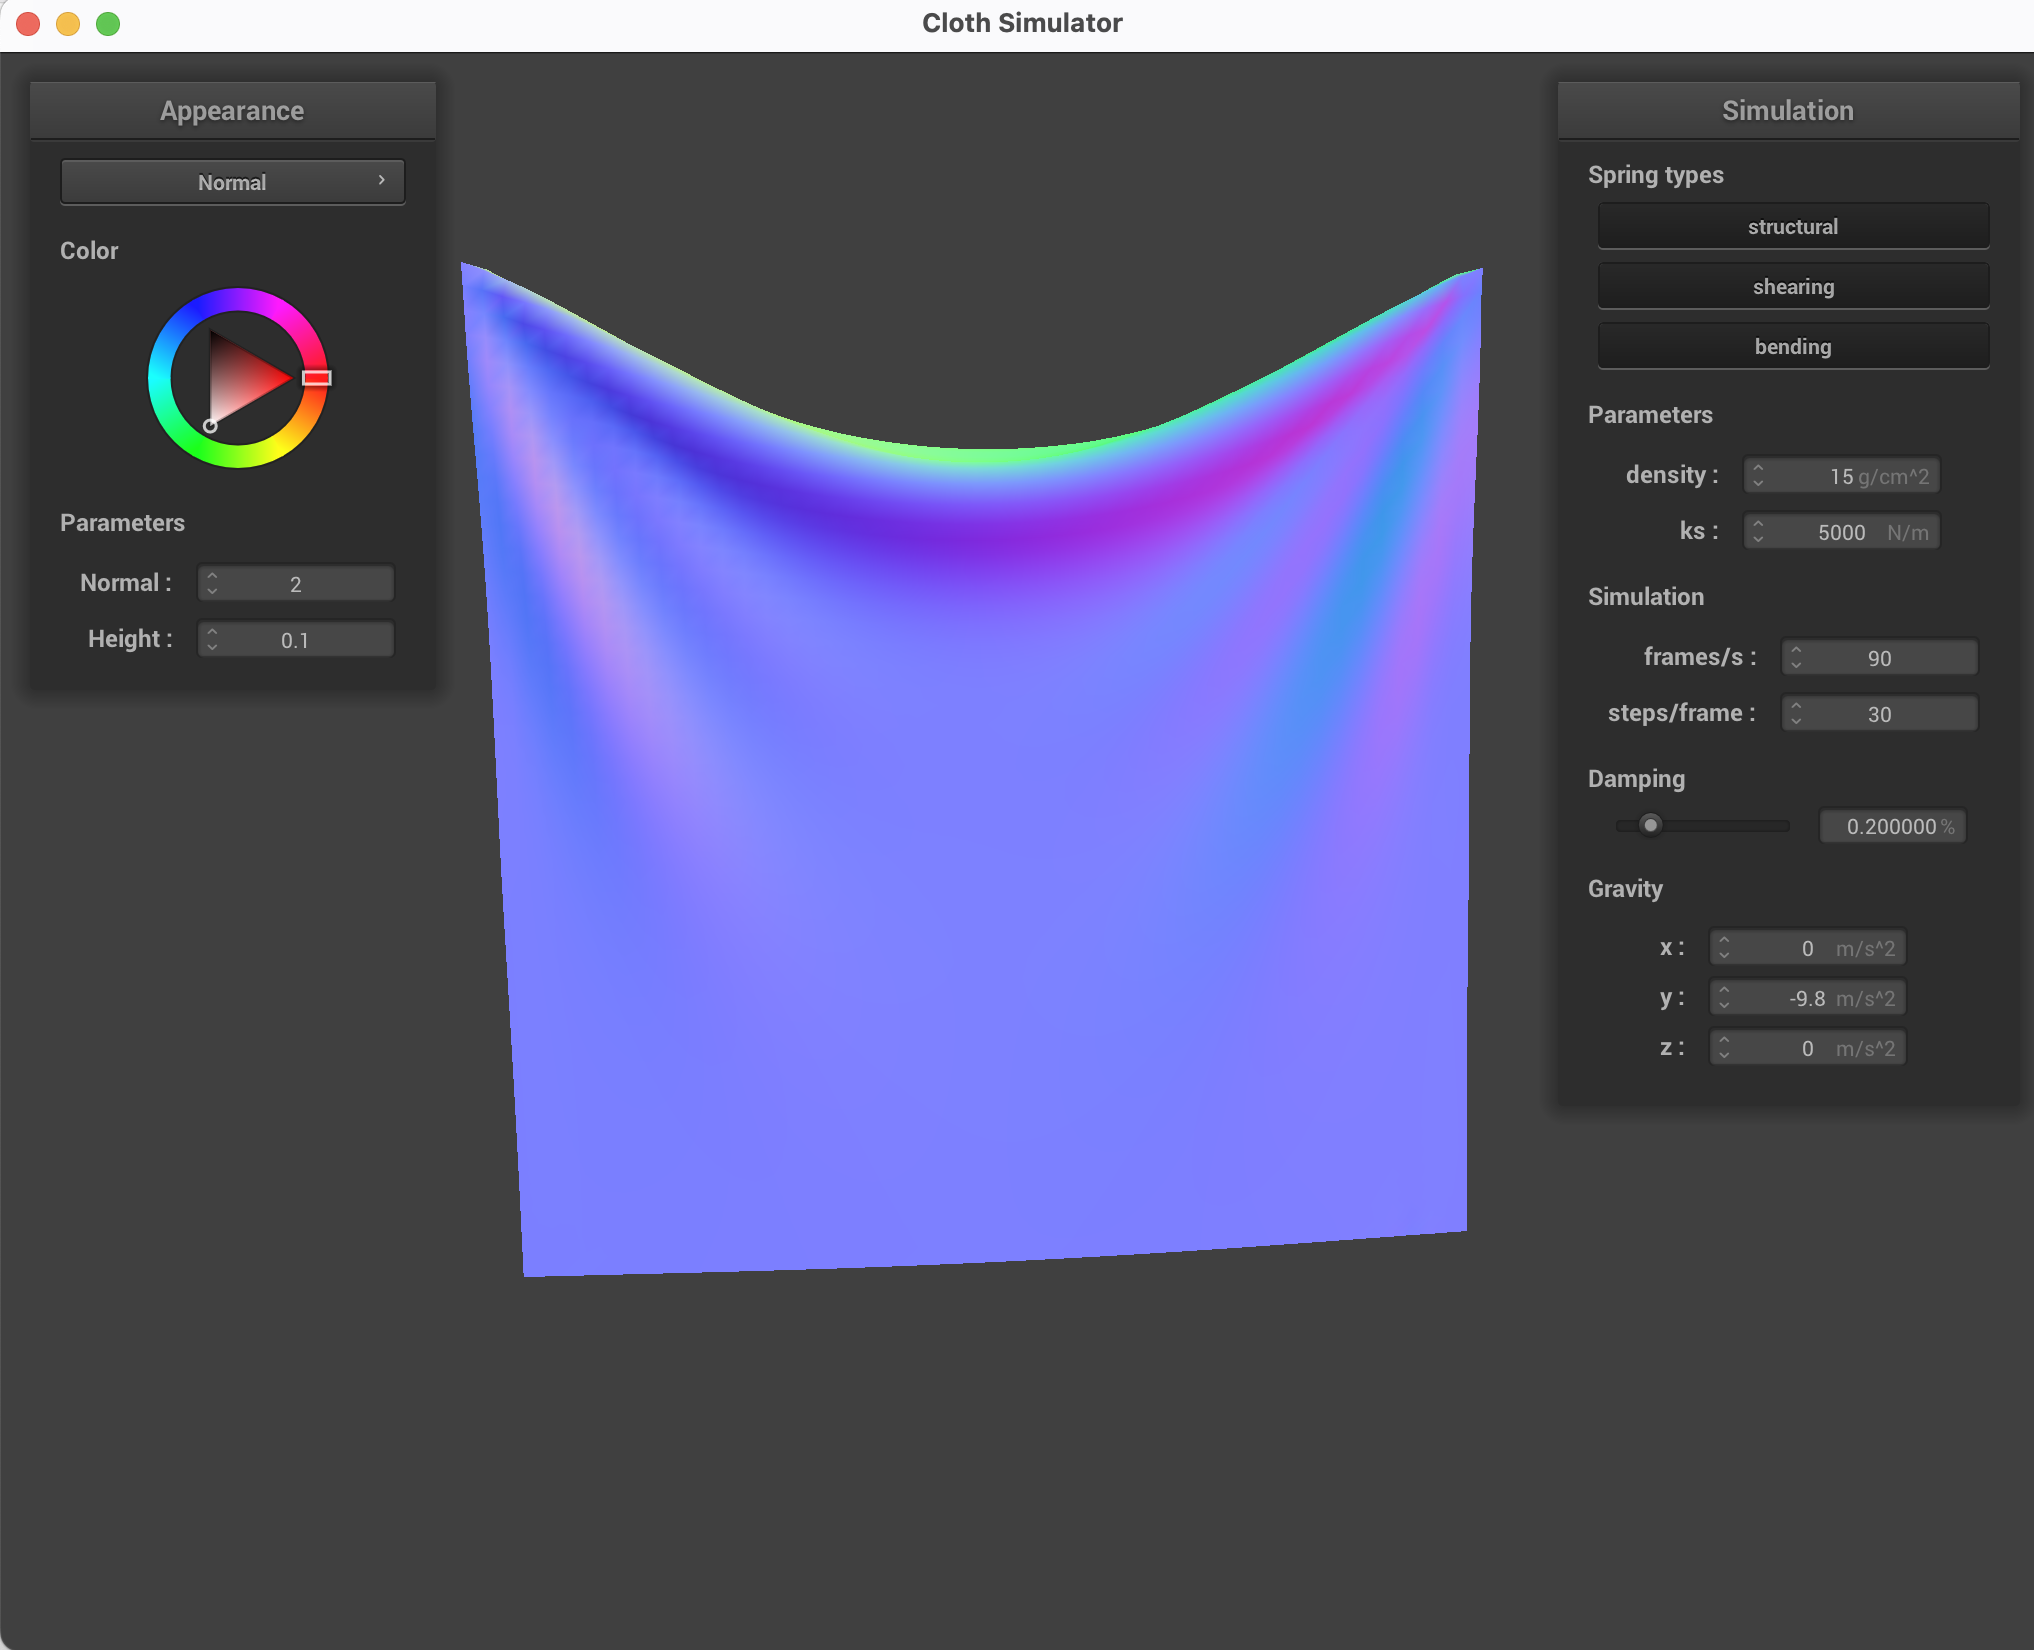 Cloth Simulator
Appearance
Normal
Color
Parameters
Normal : 2
Height : 0.1
Simulation
Spring types
structural
shearing
bending
Parameters
density : 15 g/cm^2
ks : 5000 N/m
Simulation
frames/s : 90
steps/frame : 30
Damping
0.200000 %
Gravity
x : 0 m/s^2
y : -9.8 m/s^2
z : 0 m/s^2